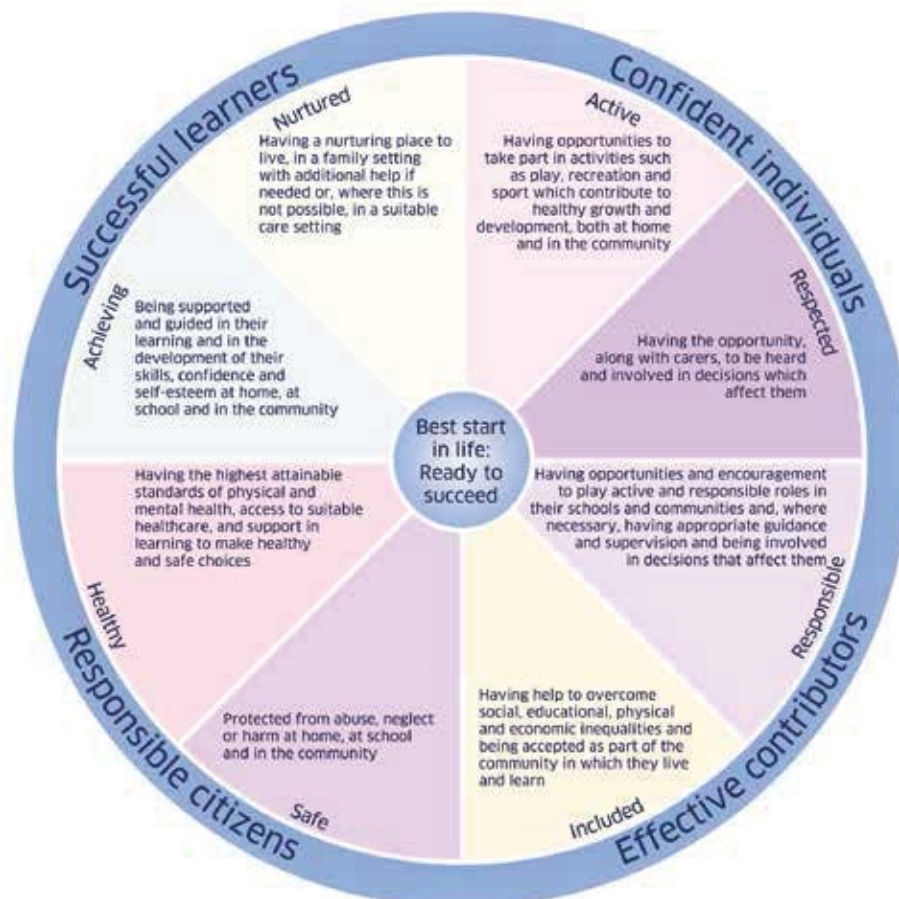 Successful learners
Confident individuals
Nurtured
Having a nurturing place to
live, in a family setting
with additional help if
needed or, where this is
not possible, in a suitable
care setting
Active
Having opportunities to
take part in activities such
as play, recreation and
sport which contribute to
healthy growth and
development, both at home
and in the community
Achieving
Being supported
and guided in their
learning and in the
development of their
skills, confidence and
self-esteem at home, at
school and in the community
Respected
Having the opportunity,
along with carers, to be heard
and involved in decisions which
affect them
Best start
in life:
Ready to
succeed
Healthy
Having the highest attainable
standards of physical and
mental health, access to suitable
healthcare, and support in
learning to make healthy
and safe choices
Responsible
Having opportunities and encouragement
to play active and responsible roles in
their schools and communities and, where
necessary, having appropriate guidance
and supervision and being involved
in decisions that affect them
Safe
Protected from abuse, neglect
or harm at home, at school
and in the community
Included
Having help to overcome
social, educational, physical
and economic inequalities and
being accepted as part of the
community in which they live
and learn
Responsible citizens
Effective contributors